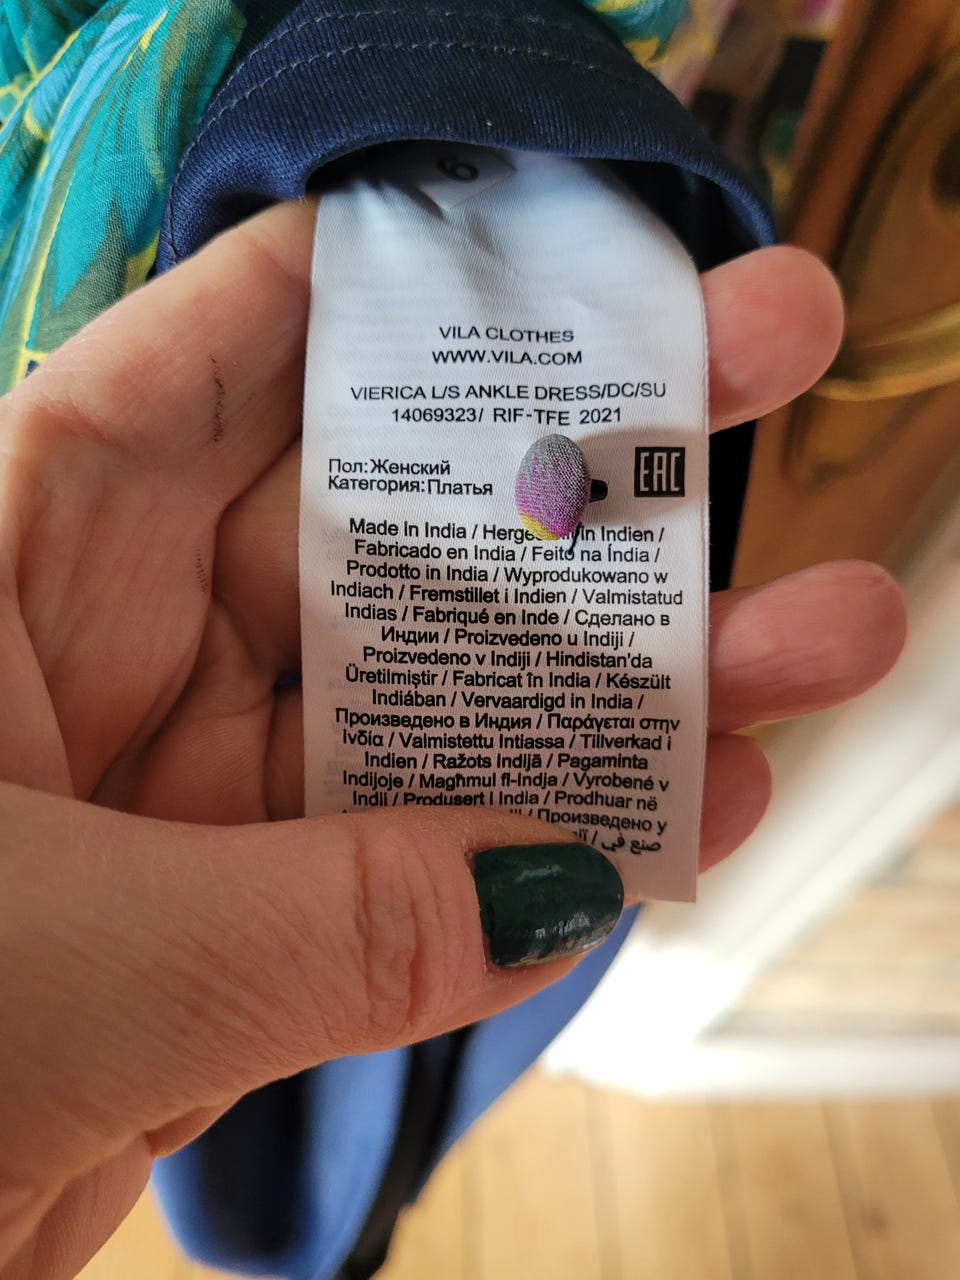 VILA CLOTHES
WWW.VILA.COM
VIERICA L/S ANKLE DRESS/DC/SU
14069323/ RIF-TFE 2021
Пол:Женский
Категория:Платья
EAC
Made In India / in Indien /
Fabricado en India / Feito na Índia /
Prodotto in India / Wyprodukowano w
Indiach / Fremstillet i Indien / Valmistatud
Indias / Fabriqué en Inde / Сделано в
Индии / Proizvedeno u Indiji /
Proizvedeno v Indiji / Hindistan'da
Üretilmiştir / Fabricat în India / Készült
Indiában / Vervaardigd in India /
Произведено в Индия / Παράγεται στην
Ινδία / Valmistettu Intiassa / Tillverkad i
Indien / Ražots Indijā / Pagaminta
Indijoje / Magħmul fl-Indja / Vyrobené v
Indii / Produsert i India / Prodhuar në
/ Произведено у
/ صنع في